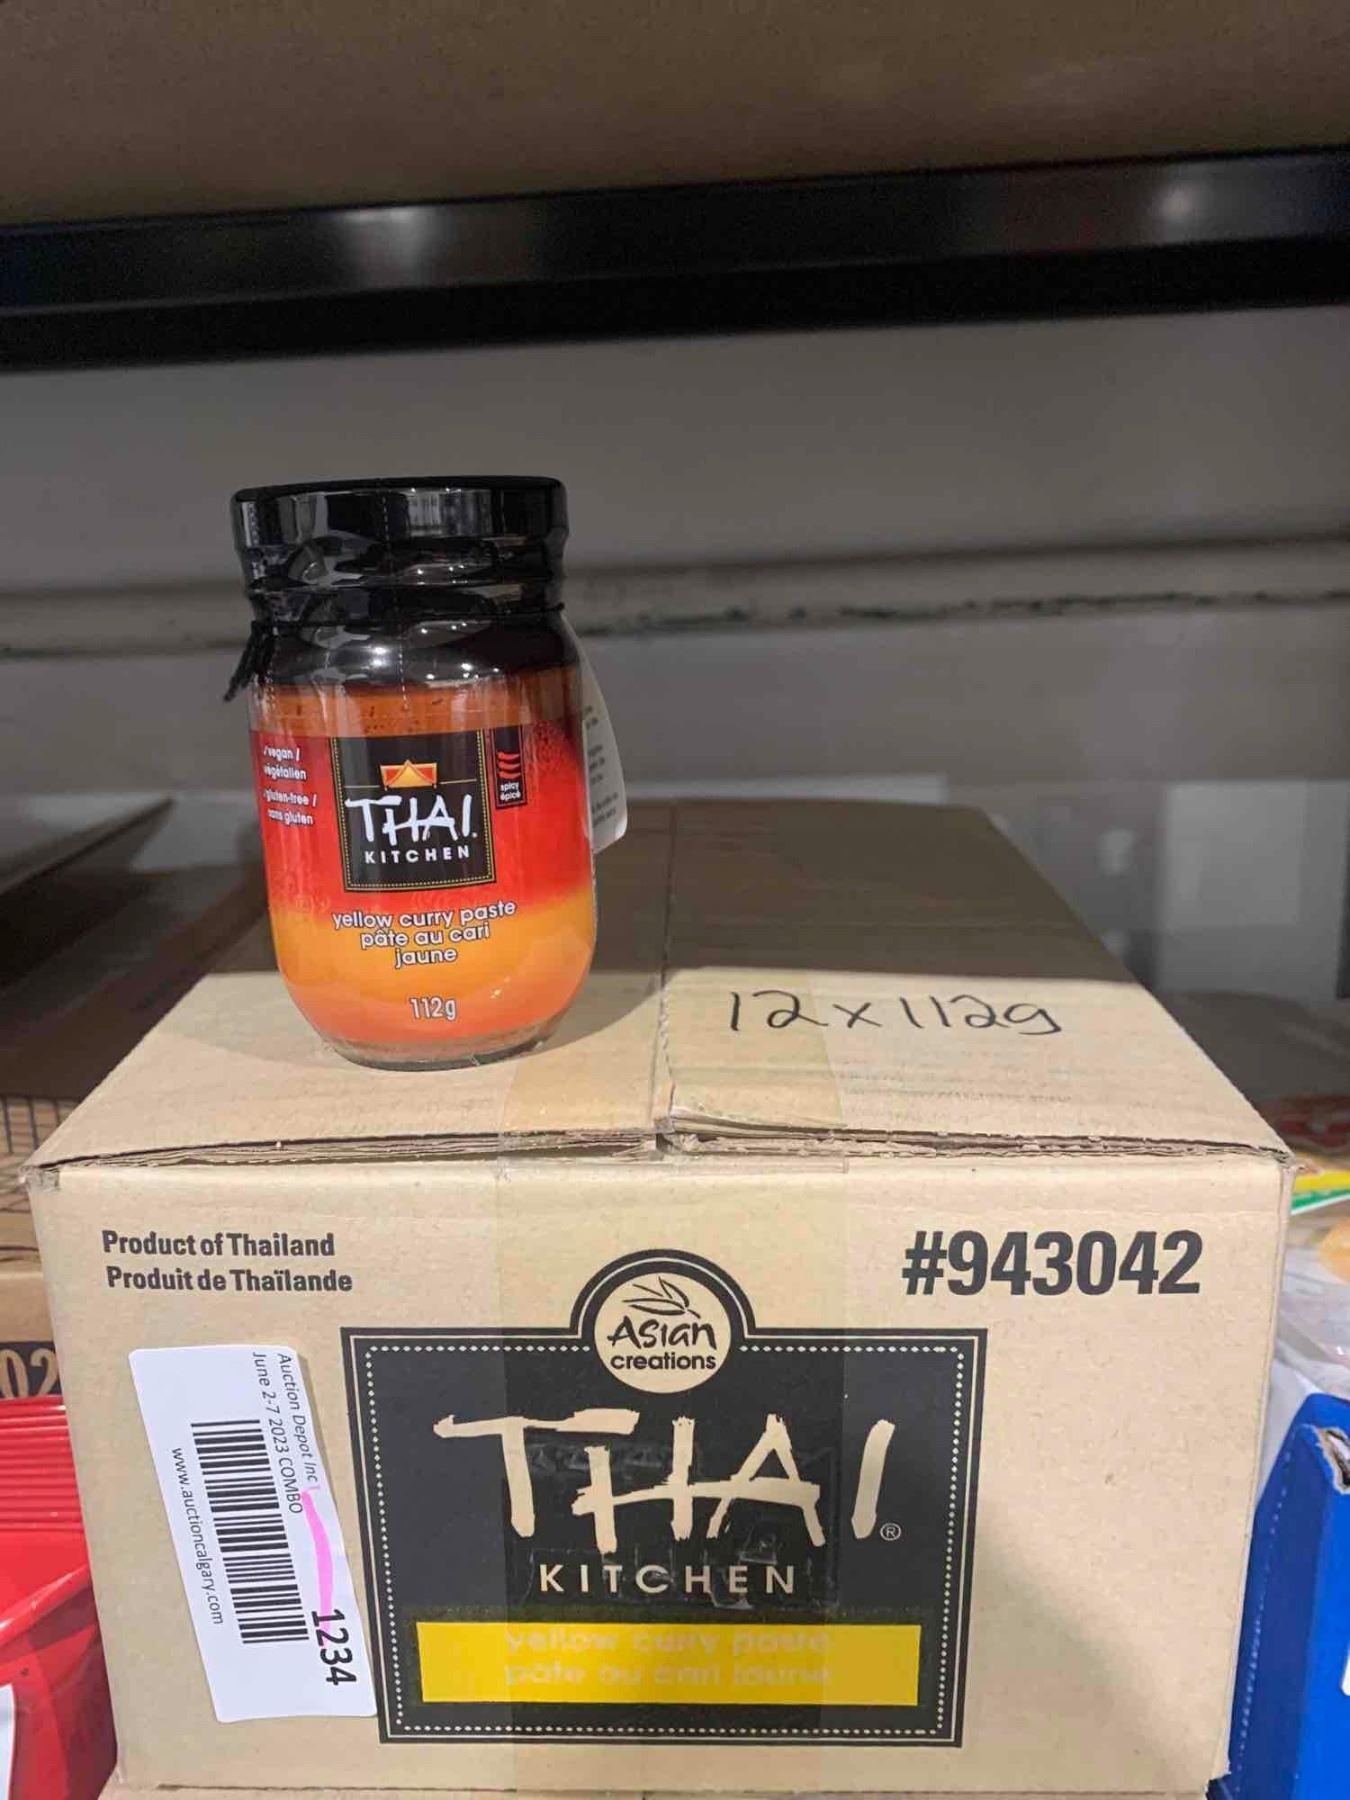 ✓vegan /
végétalien
✓gluten-free /
sans gluten
THAI
KITCHEN
spicy
épicé
yellow curry paste
pâte au cari
jaune
112g
12x112g
Product of Thailand
Produit de Thaïlande
#943042
Asian
creations
THAI®
KITCHEN
yellow curry paste
pâte au cari jaune
Auction Depot Inc
June 2-7 2023 COMBO
1234
www.auctioncalgary.com
02